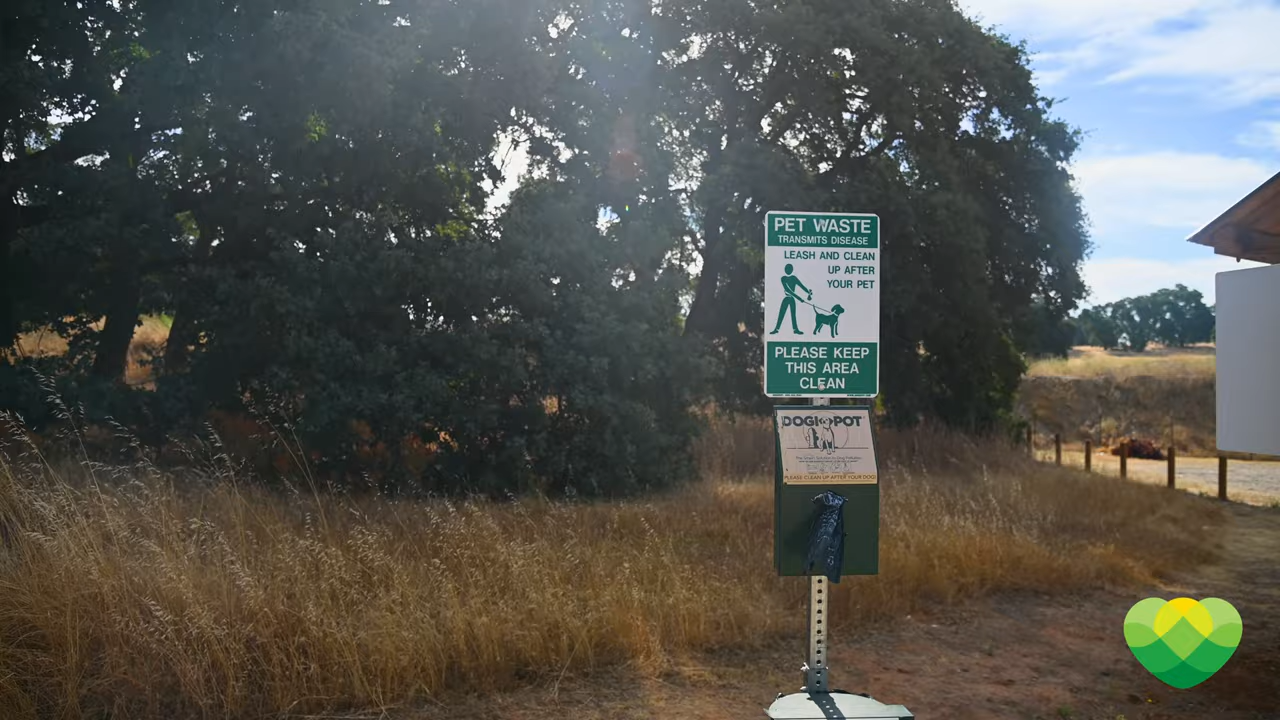 PET WASTE
TRANSMITS DISEASE
LEASH AND CLEAN
UP AFTER
YOUR PET
PLEASE KEEP
THIS AREA
CLEAN
DOGIPOT
PLEASE CLEAN UP AFTER YOUR DOG!